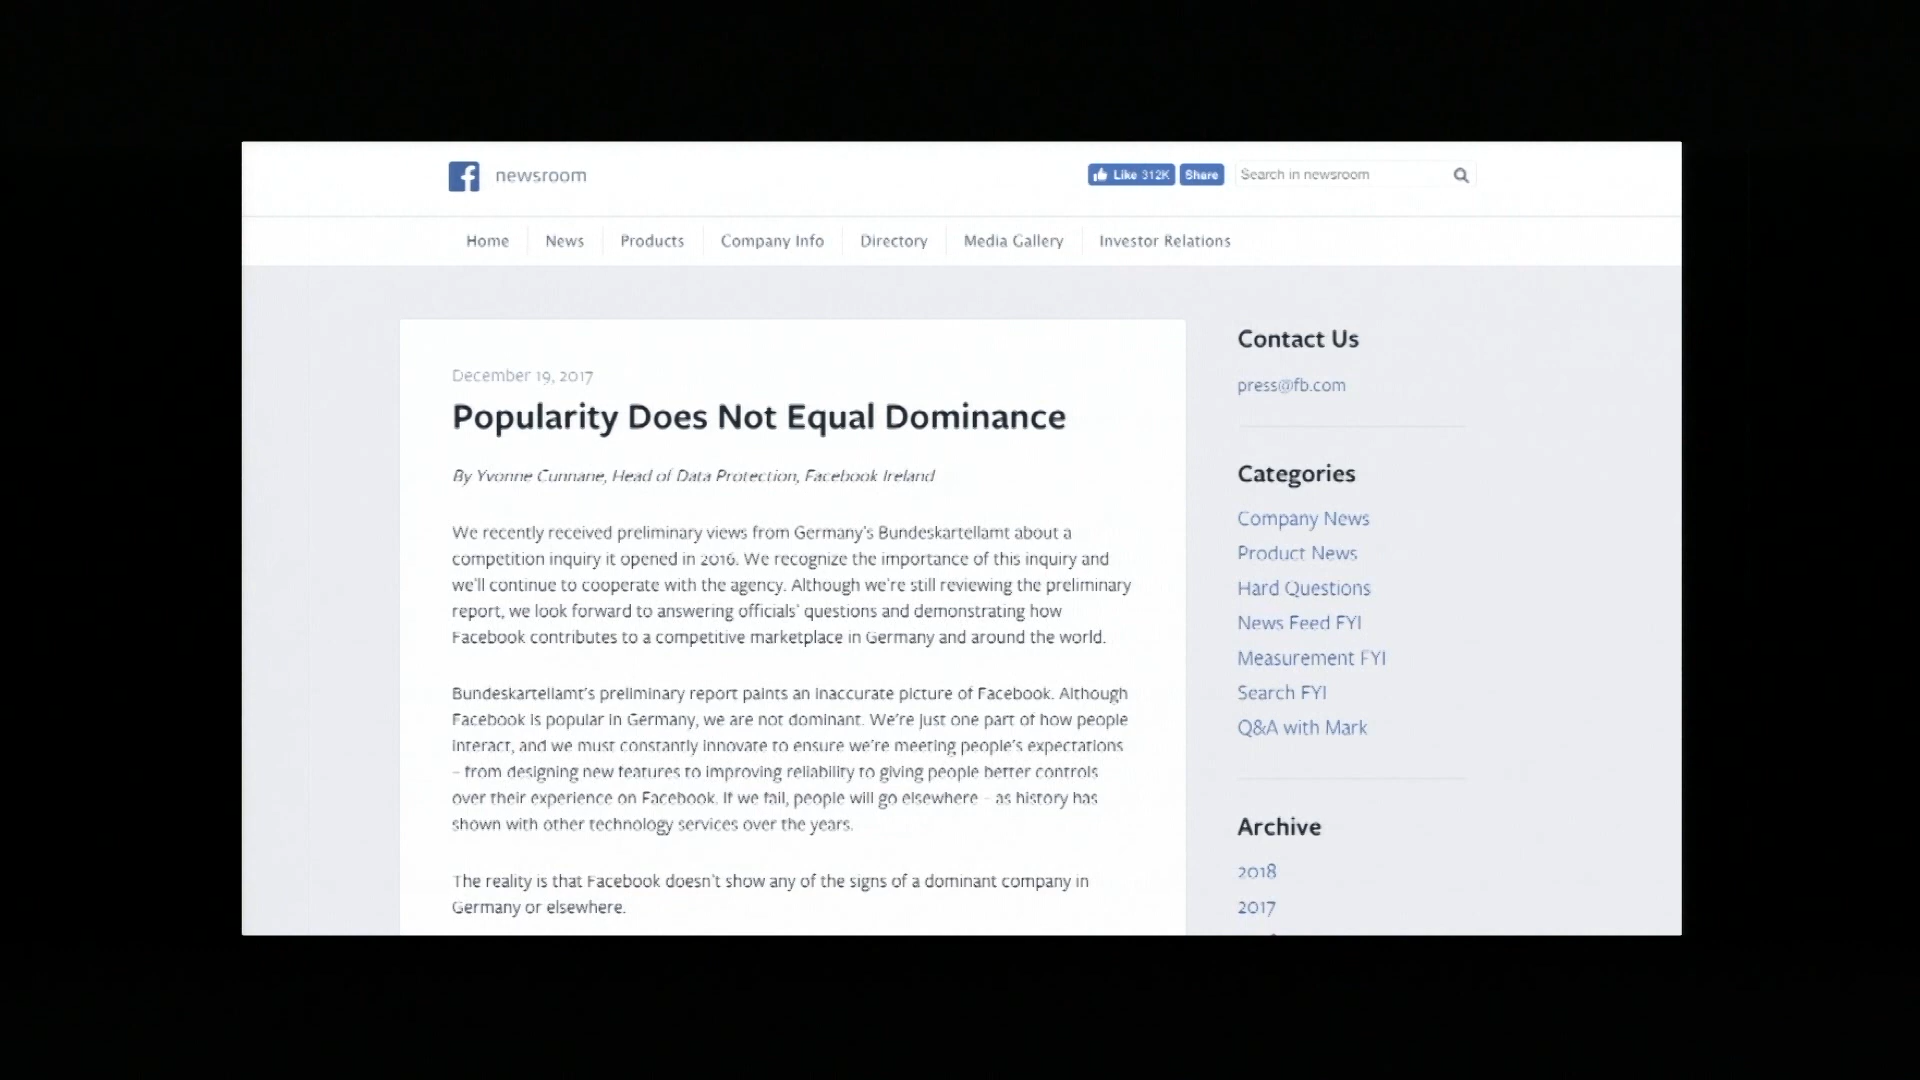 newsroom
Like 312K
Share
Search in newsroom
Home
News
Products
Company Info
Directory
Media Gallery
Investor Relations
December 19, 2017
Popularity Does Not Equal Dominance
By Yvonne Cunnane, Head of Data Protection, Facebook Ireland
We recently received preliminary views from Germany's Bundeskartellamt about a
competition inquiry it opened in 2016. We recognize the importance of this inquiry and
we'll continue to cooperate with the agency. Although we're still reviewing the preliminary
report, we look forward to answering officials' questions and demonstrating how
Facebook contributes to a competitive marketplace in Germany and around the world.
Bundeskartellamt's preliminary report paints an inaccurate picture of Facebook. Although
Facebook is popular in Germany, we are not dominant. We're just one part of how people
interact, and we must constantly innovate to ensure we're meeting people's expectations
– from designing new features to improving reliability to giving people better controls
over their experience on Facebook. If we fail, people will go elsewhere – as history has
shown with other technology services over the years.
The reality is that Facebook doesn't show any of the signs of a dominant company in
Germany or elsewhere.
Contact Us
press@fb.com
Categories
Company News
Product News
Hard Questions
News Feed FYI
Measurement FYI
Search FYI
Q&A with Mark
Archive
2018
2017